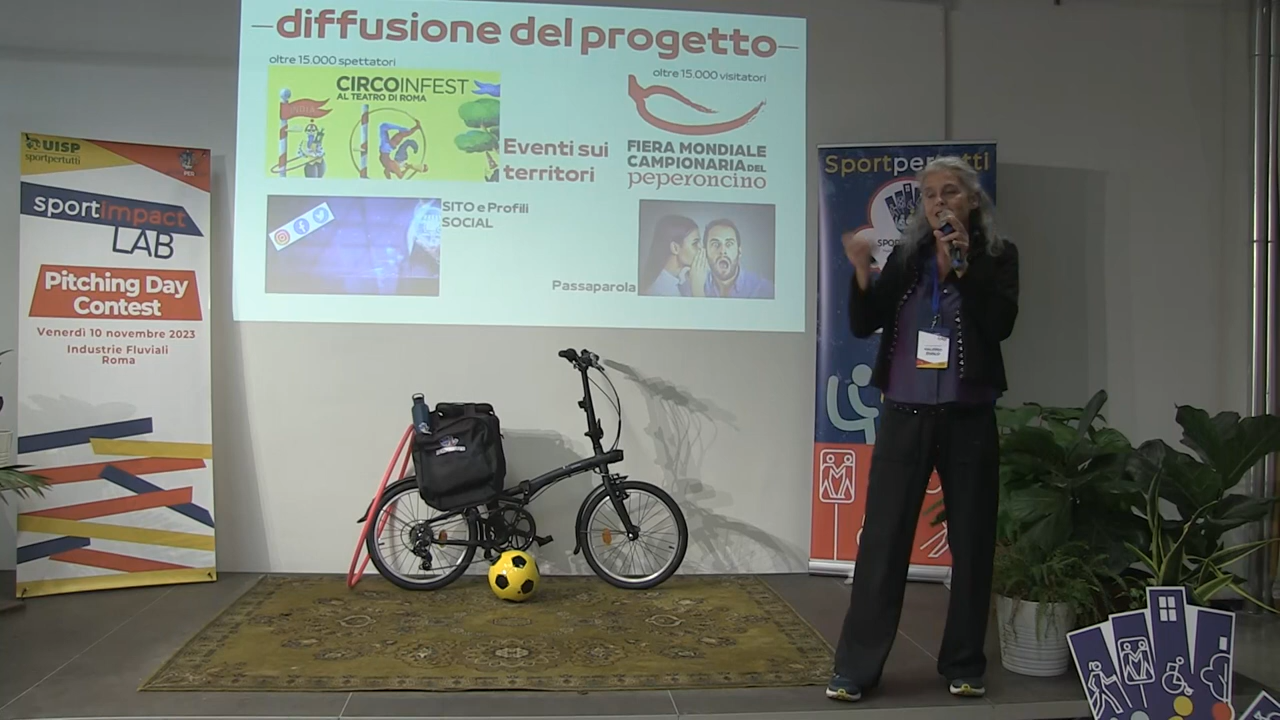 diffusione del progetto
oltre 15.000 spettatori
CIRCOINFEST
AL TEATRO DI ROMA
Eventi sui
territori
oltre 15.000 visitatori
FIERA MONDIALE
CAMPIONARIA DEL
peperoncino
SITO e Profili
SOCIAL
Passaparola
UISP
sportpertutti
sportimpact
LAB
Pitching Day
Contest
Venerdì 10 novembre 2023
Industrie Fluviali
Roma
Sportpertutti